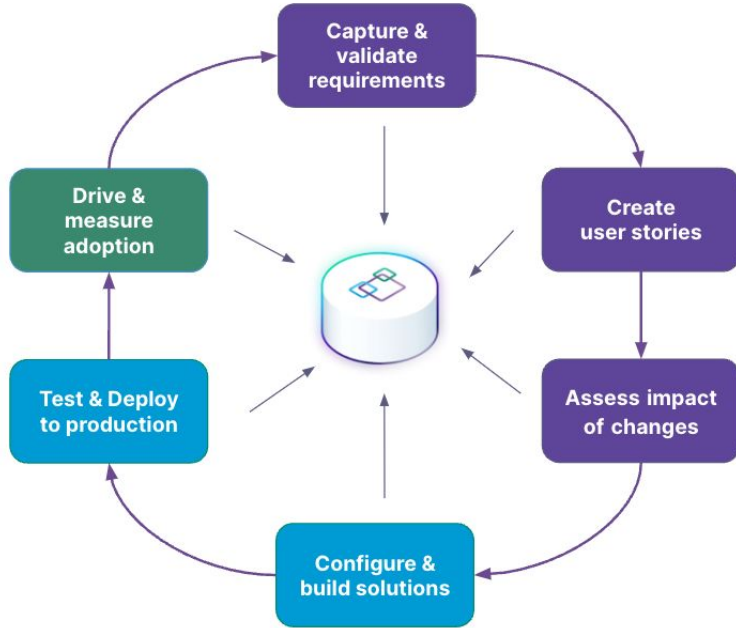 Capture &
validate
requirements
Create
user stories
Assess impact
of changes
Configure &
build solutions
Test & Deploy
to production
Drive &
measure
adoption